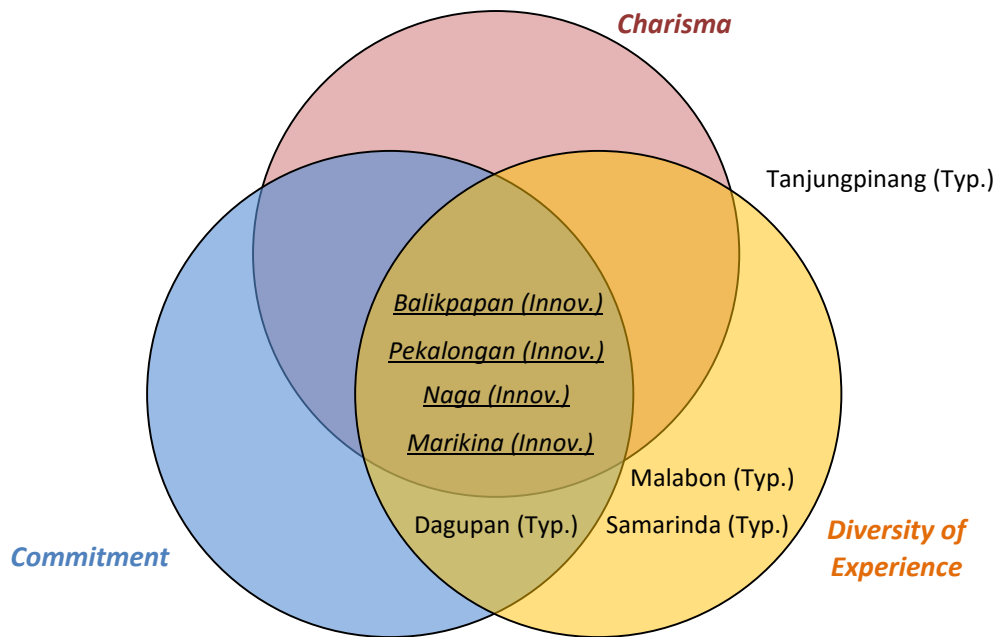 Charisma
Tanjungpinang (Typ.)
Balikpapan (Innov.)
Pekalongan (Innov.)
Naga (Innov.)
Marikina (Innov.)
Malabon (Typ.)
Dagupan (Typ.)
Samarinda (Typ.)
Commitment
Diversity of
Experience